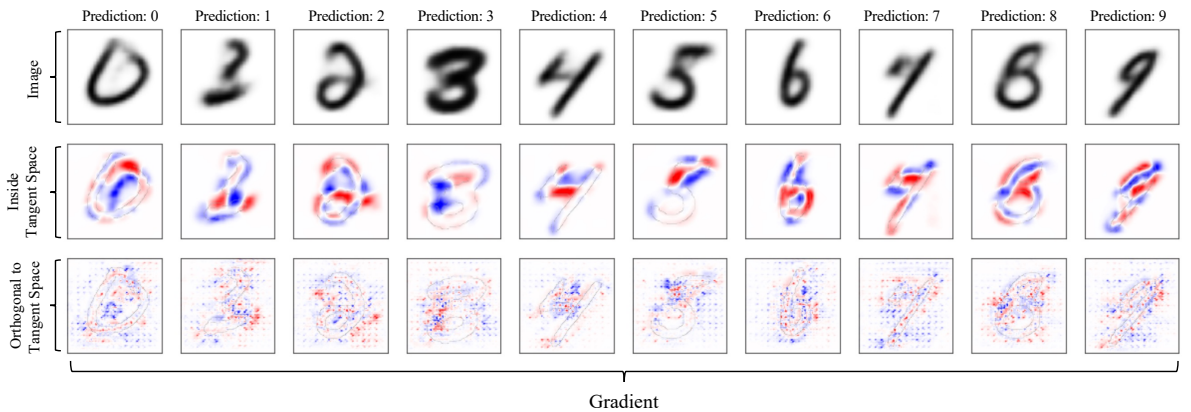 Prediction: 0 Prediction: 1 Prediction: 2 Prediction: 3 Prediction: 4 Prediction: 5 Prediction: 6 Prediction: 7 Prediction: 8 Prediction: 9
Image
Inside
Tangent Space
Orthogonal to
Tangent Space
Gradient